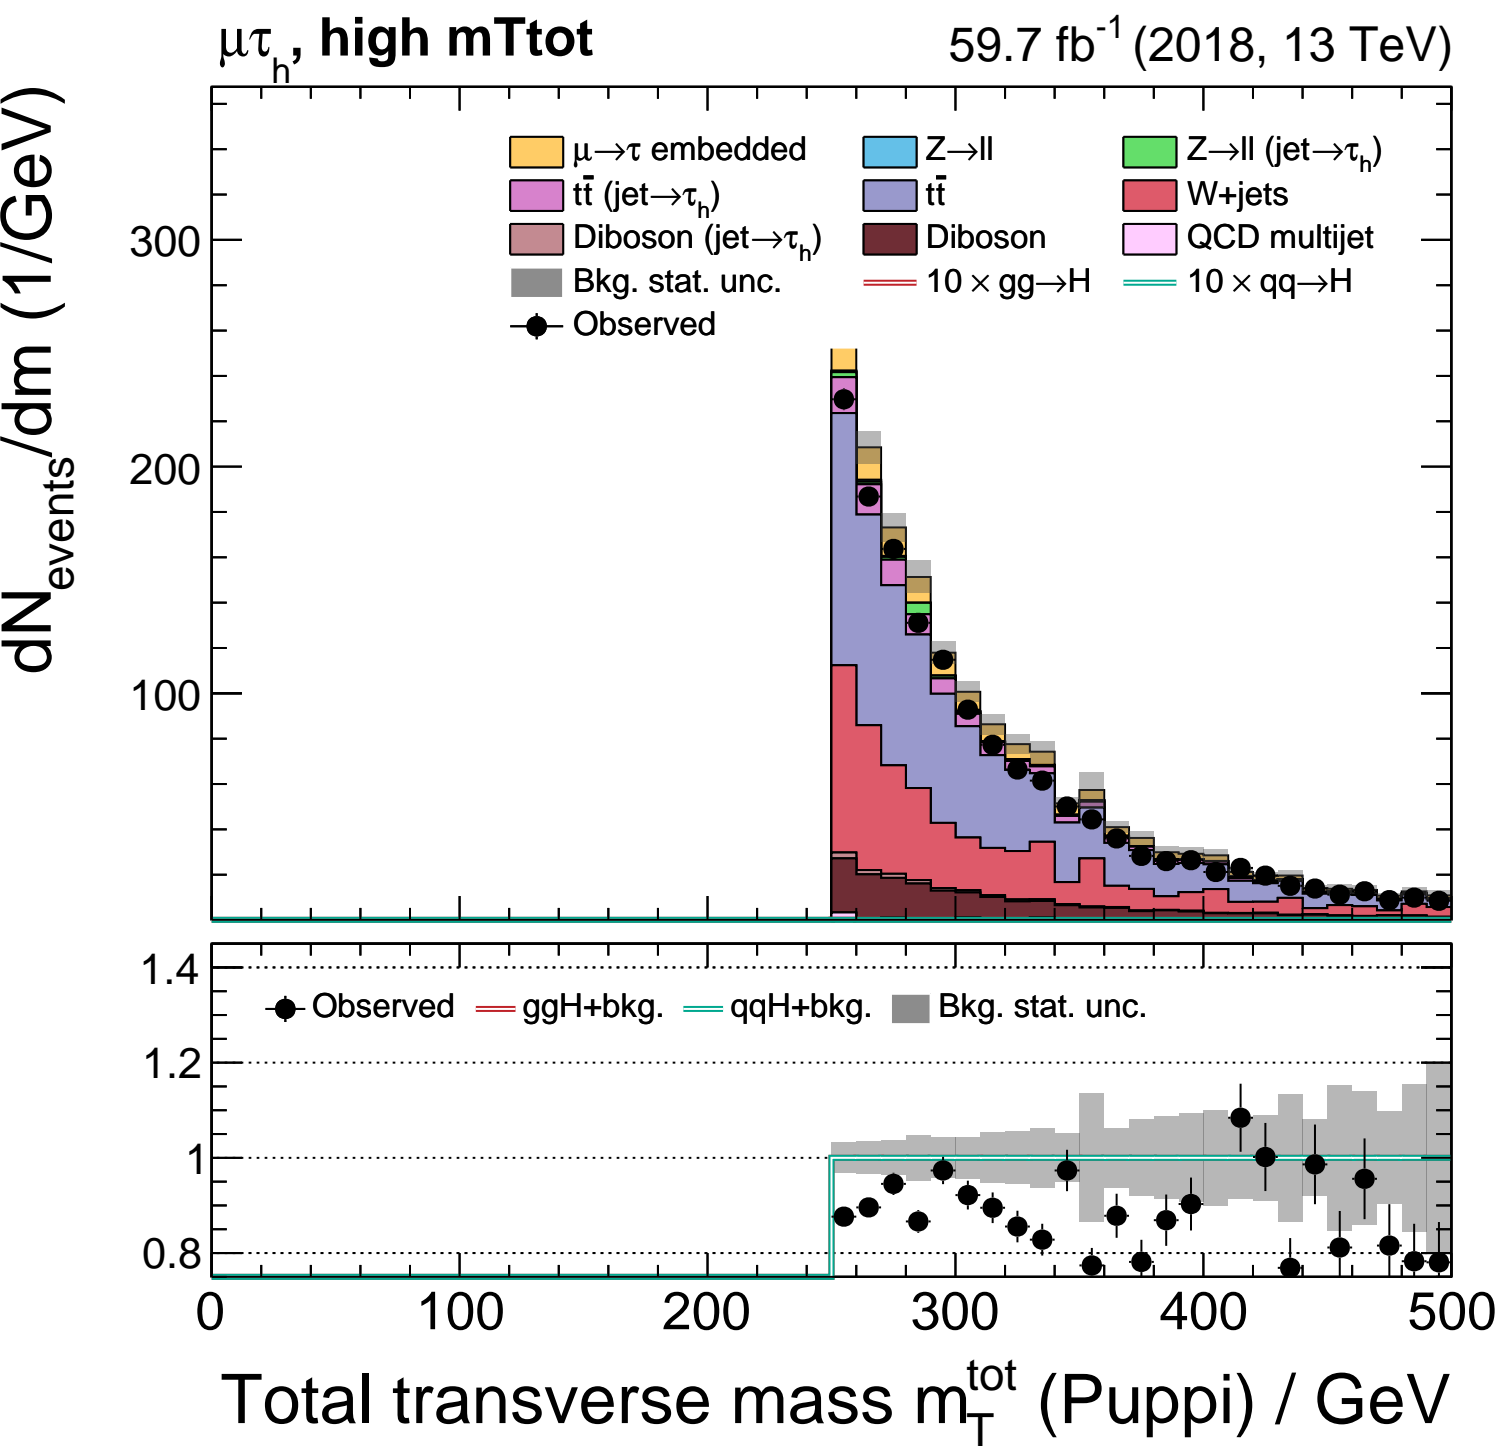 μτh, high mTtot 59.7 fb-1 (2018, 13 TeV)
dNevents/dm (1/GeV)
μ→τ embedded Z→ll Z→ll (jet→τh)
tt̄ (jet→τh) tt̄ W+jets
Diboson (jet→τh) Diboson QCD multijet
Bkg. stat. unc. 10 × gg→H 10 × qq→H
Observed
300
200
100
1.4
Observed ggH+bkg. qqH+bkg. Bkg. stat. unc.
1.2
1
0.8
0 100 200 300 400 500
Total transverse mass mTtot (Puppi) / GeV